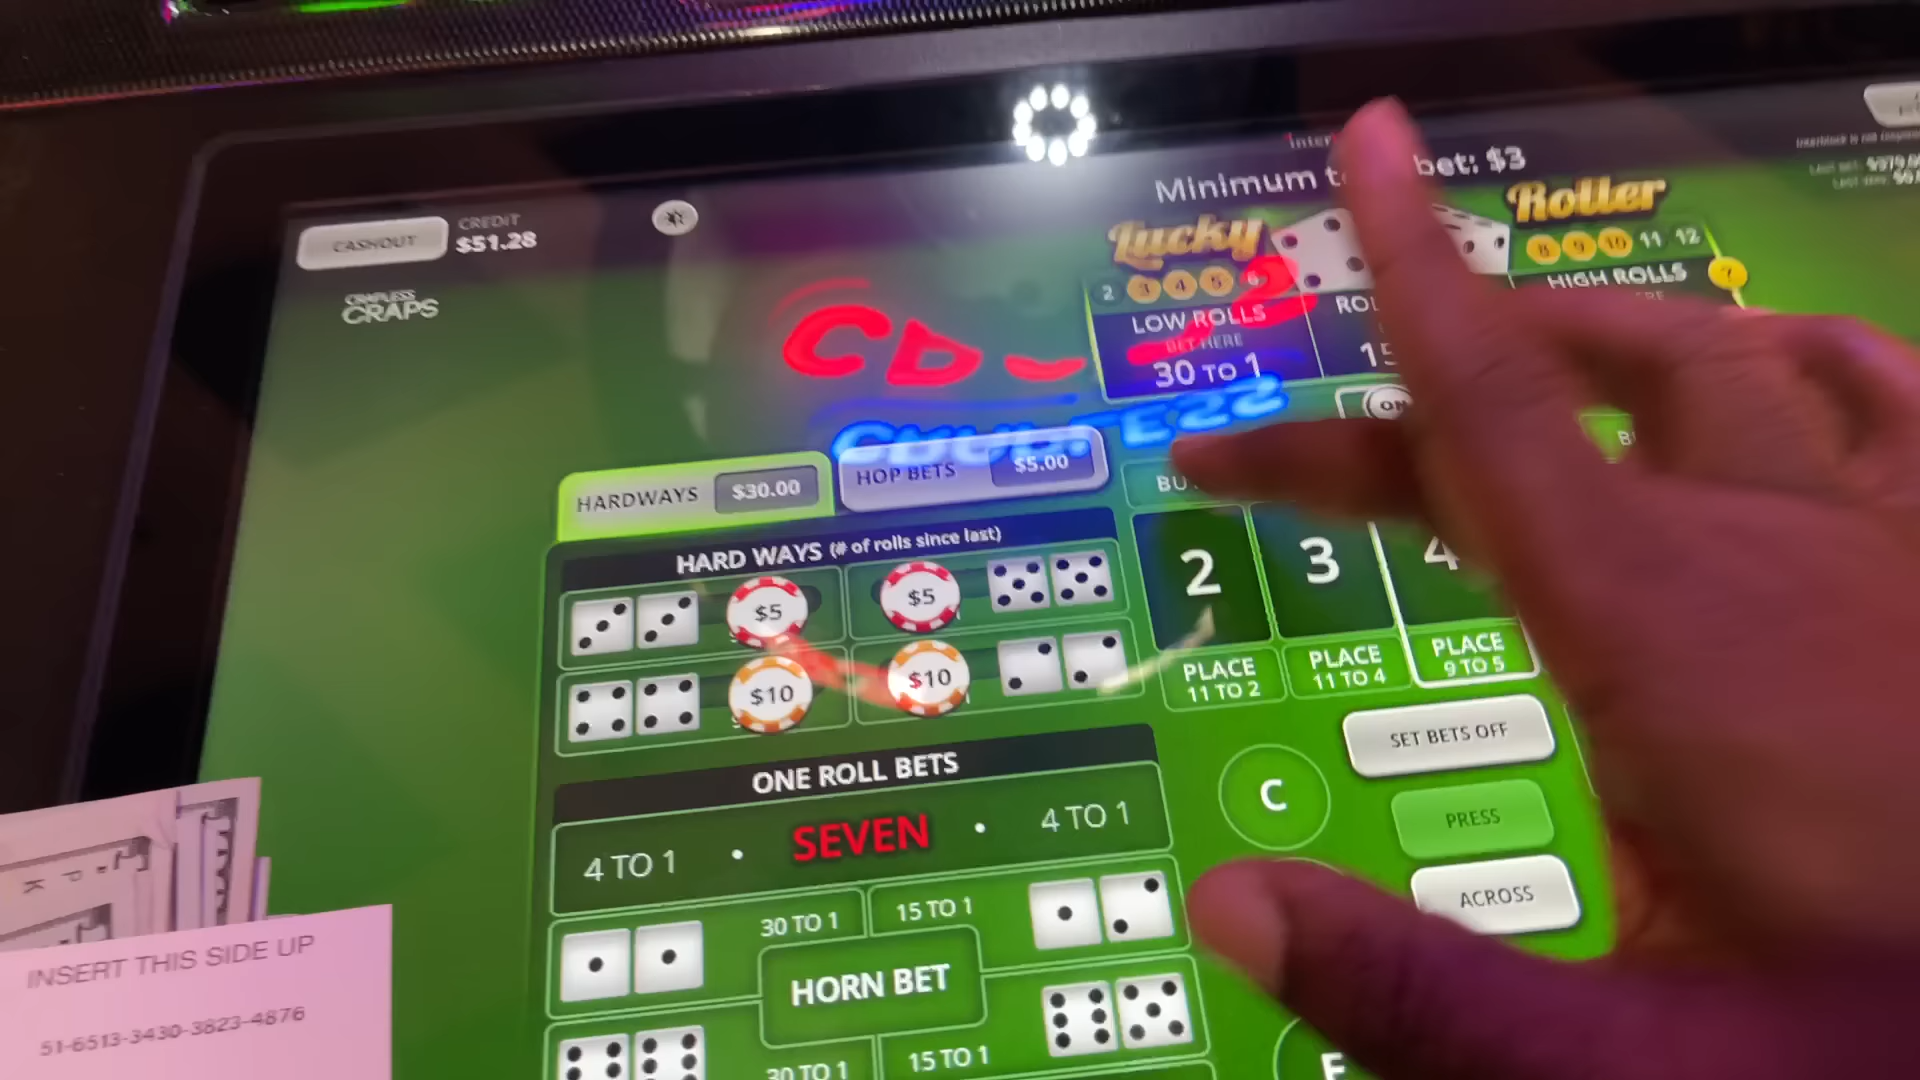 Minimum bet: $3
CASHOUT
CREDIT
$51.28
CRAPLESS
CRAPS
Lucky
Roller
2 3 4 5 6
8 9 10 11 12
?
LOW ROLLS
BET HERE
30 TO 1
HIGH ROLLS
ON
HARDWAYS
$30.00
HOP BETS
$5.00
HARD WAYS (# of rolls since last)
$5
$5
$10
$10
2
3
4
PLACE
11 TO 2
PLACE
11 TO 4
PLACE
9 TO 5
SET BETS OFF
PRESS
ACROSS
C
ONE ROLL BETS
4 TO 1 • SEVEN • 4 TO 1
30 TO 1
15 TO 1
HORN BET
30 TO 1
15 TO 1
INSERT THIS SIDE UP
51-6513-3430-3823-4876